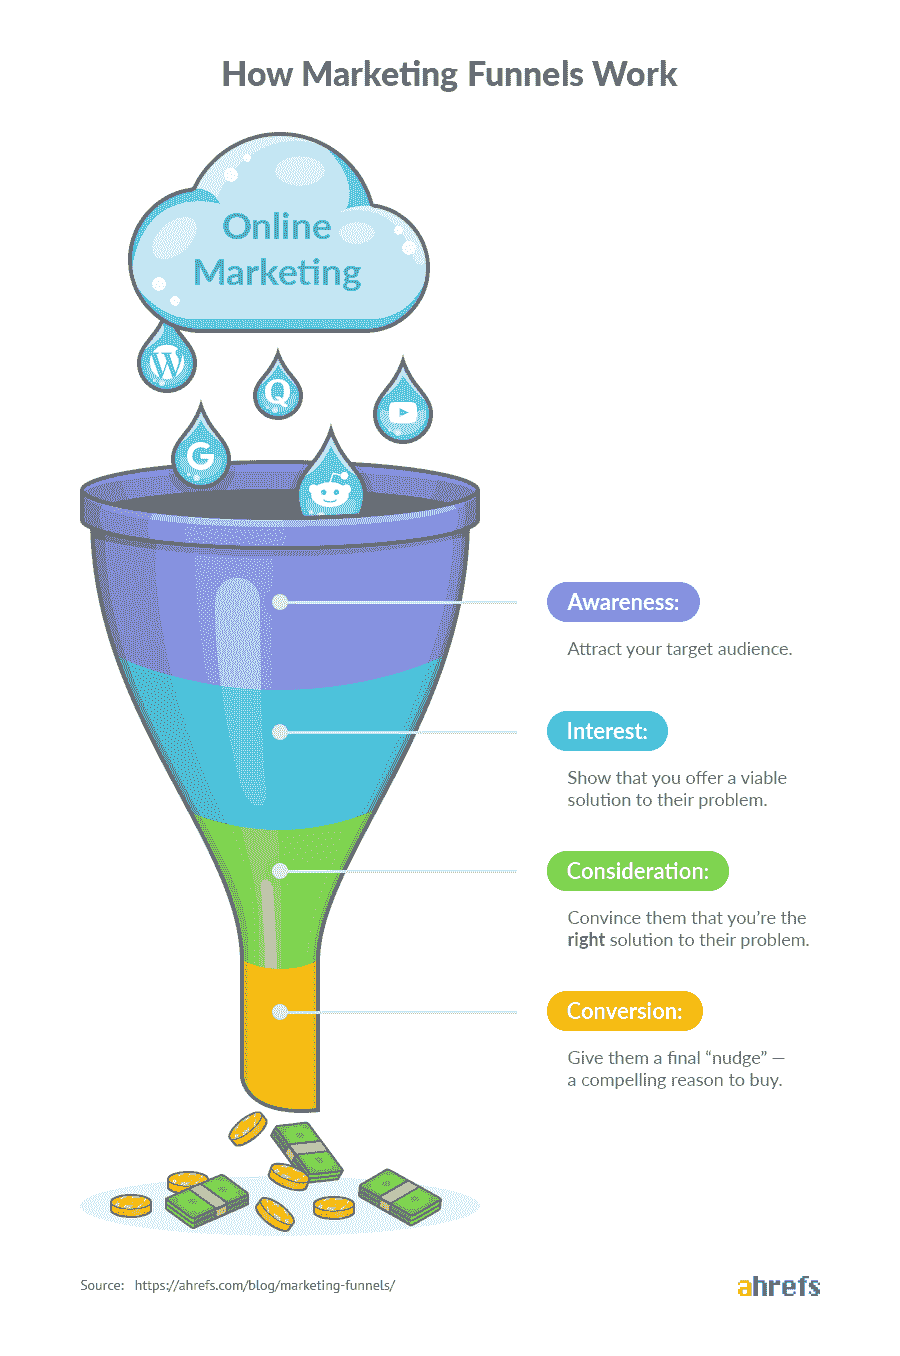 How Marketing Funnels Work
Online
Marketing
W
Q
G
Awareness:
Attract your target audience.
Interest:
Show that you offer a viable
solution to their problem.
Consideration:
Convince them that you’re the
right solution to their problem.
Conversion:
Give them a final “nudge” —
a compelling reason to buy.
Source: https://ahrefs.com/blog/marketing-funnels/
ahrefs